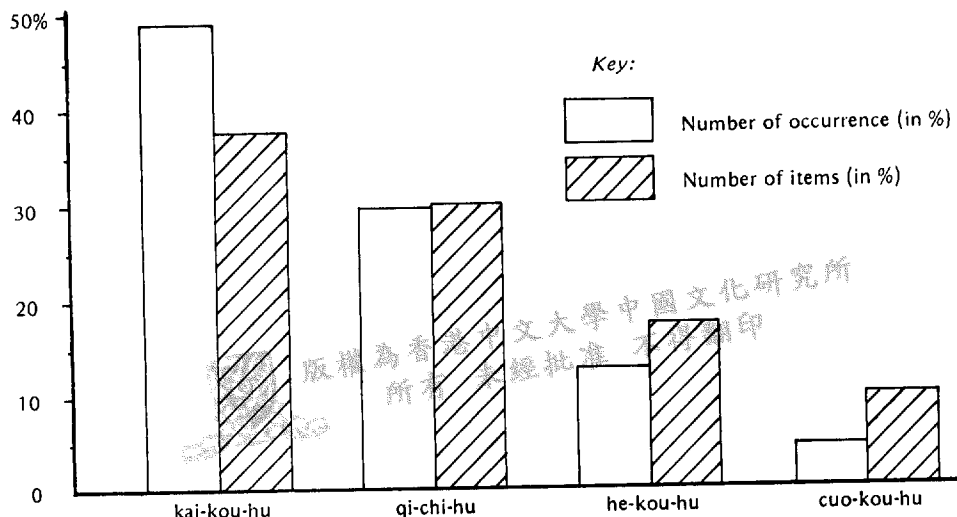 50%
40
30
20
10
0
Key:
Number of occurrence (in %)
Number of items (in %)
版權為香港中文大學中國文化研究所
所有 未經批准 不得翻印
kai-kou-hu
qi-chi-hu
he-kou-hu
cuo-kou-hu